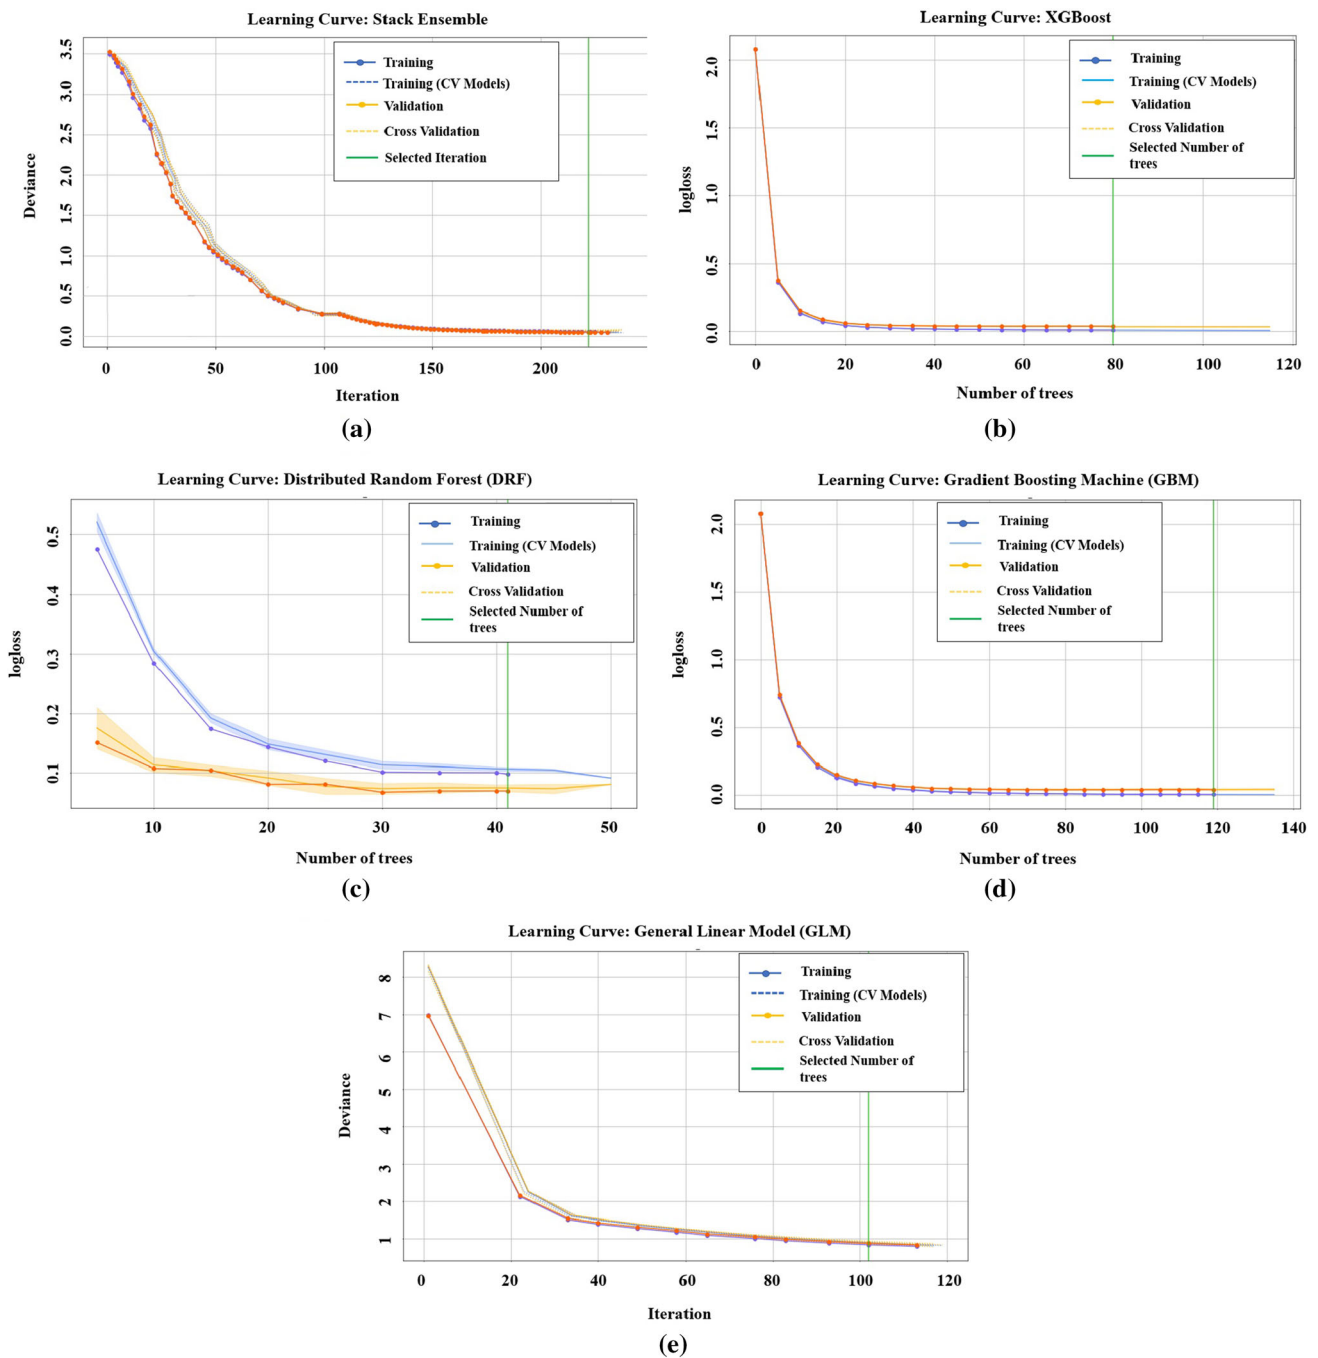 Learning Curve: Stack Ensemble
3.5
3.0
2.5
2.0
1.5
1.0
0.5
0.0
Deviance
Training
Training (CV Models)
Validation
Cross Validation
Selected Iteration
0 50 100 150 200
Iteration
(a)
Learning Curve: XGBoost
2.0
1.5
1.0
0.5
0.0
logloss
Training
Training (CV Models)
Validation
Cross Validation
Selected Number of
trees
0 20 40 60 80 100 120
Number of trees
(b)
Learning Curve: Distributed Random Forest (DRF)
0.5
0.4
0.3
0.2
0.1
logloss
Training
Training (CV Models)
Validation
Cross Validation
Selected Number of
trees
10 20 30 40 50
Number of trees
(c)
Learning Curve: Gradient Boosting Machine (GBM)
2.0
1.5
1.0
0.5
0.0
logloss
Training
Training (CV Models)
Validation
Cross Validation
Selected Number of
trees
0 20 40 60 80 100 120 140
Number of trees
(d)
Learning Curve: General Linear Model (GLM)
8
7
6
5
4
3
2
1
Deviance
Training
Training (CV Models)
Validation
Cross Validation
Selected Number of
trees
0 20 40 60 80 100 120
Iteration
(e)